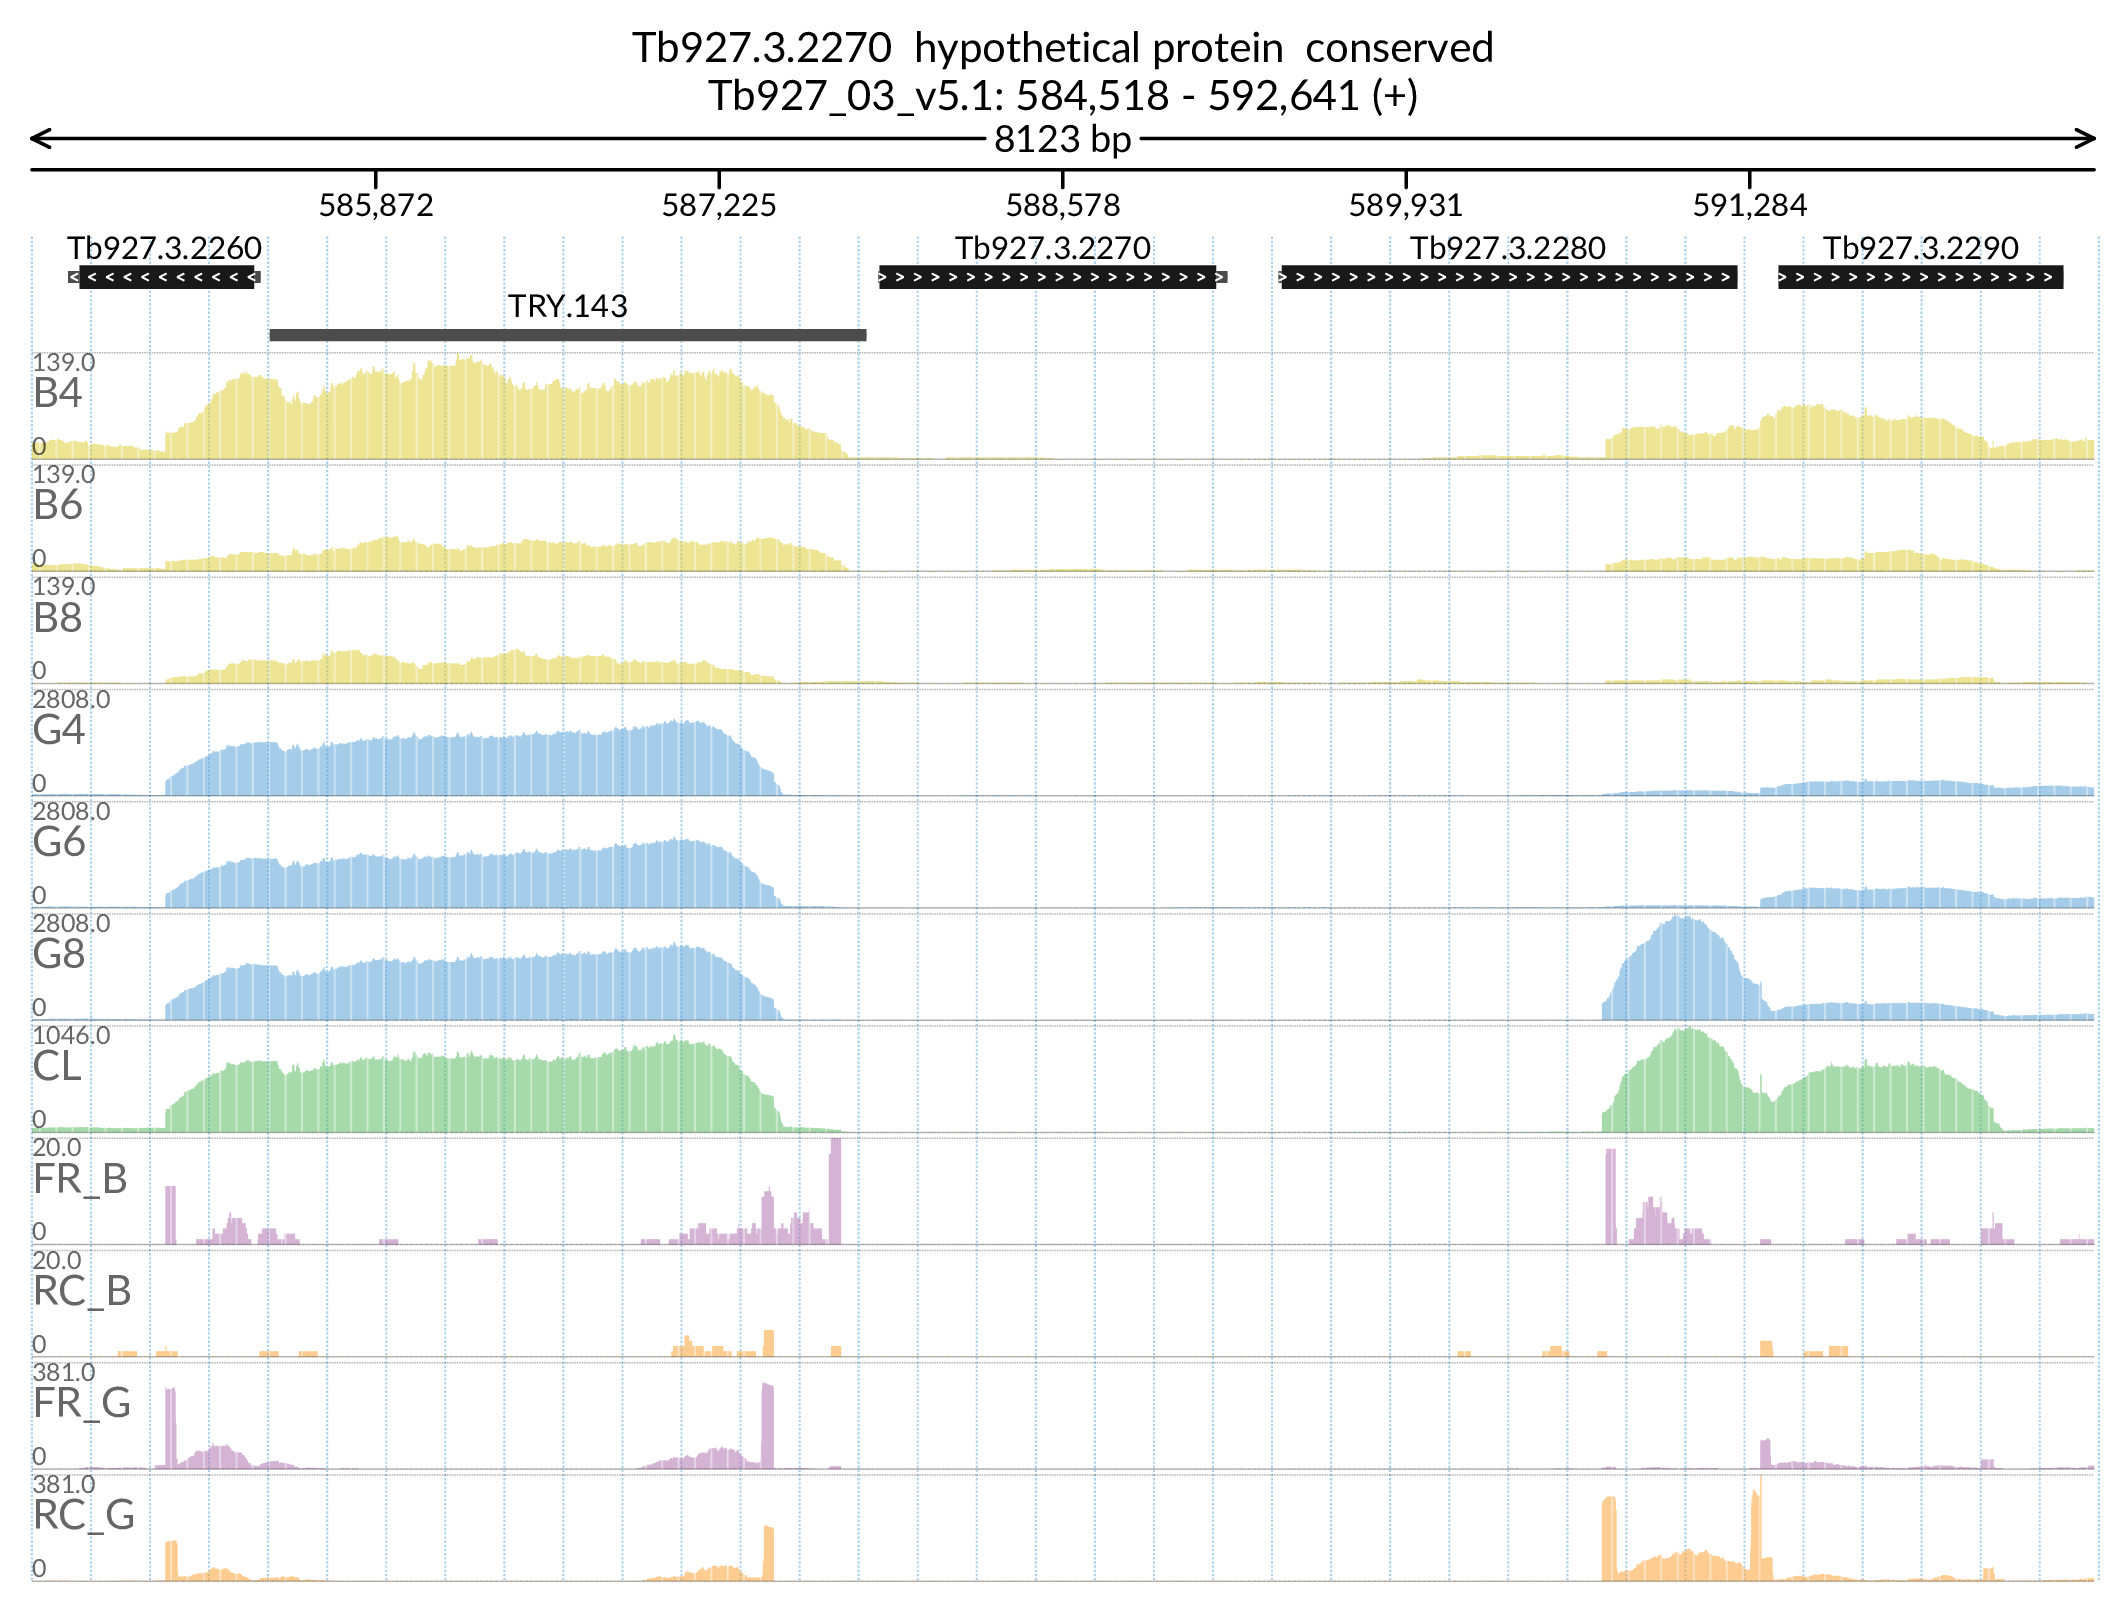 Tb927.3.2270  hypothetical protein  conserved
Tb927_03_v5.1: 584,518 - 592,641 (+)
8123 bp
585,872 587,225 588,578 589,931 591,284
Tb927.3.2260 Tb927.3.2270 Tb927.3.2280 Tb927.3.2290
TRY.143
139.0
B4
0
139.0
B6
0
139.0
B8
0
2808.0
G4
0
2808.0
G6
0
2808.0
G8
0
1046.0
CL
0
20.0
FR_B
0
20.0
RC_B
0
381.0
FR_G
0
381.0
RC_G
0